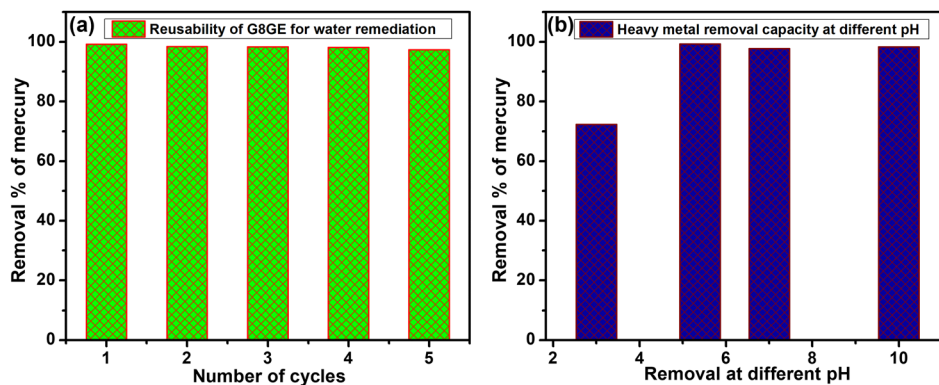 (a)
Reusability of G8GE for water remediation
Removal % of mercury
100
80
60
40
20
0
1 2 3 4 5
Number of cycles
(b)
Heavy metal removal capacity at different pH
Removal % of mercury
100
80
60
40
20
0
2 4 6 8 10
Removal at different pH